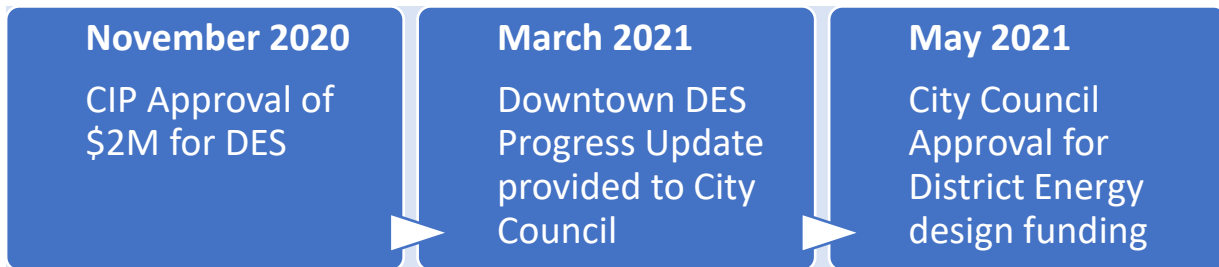 November 2020
CIP Approval of
$2M for DES
March 2021
Downtown DES
Progress Update
provided to City
Council
May 2021
City Council
Approval for
District Energy
design funding